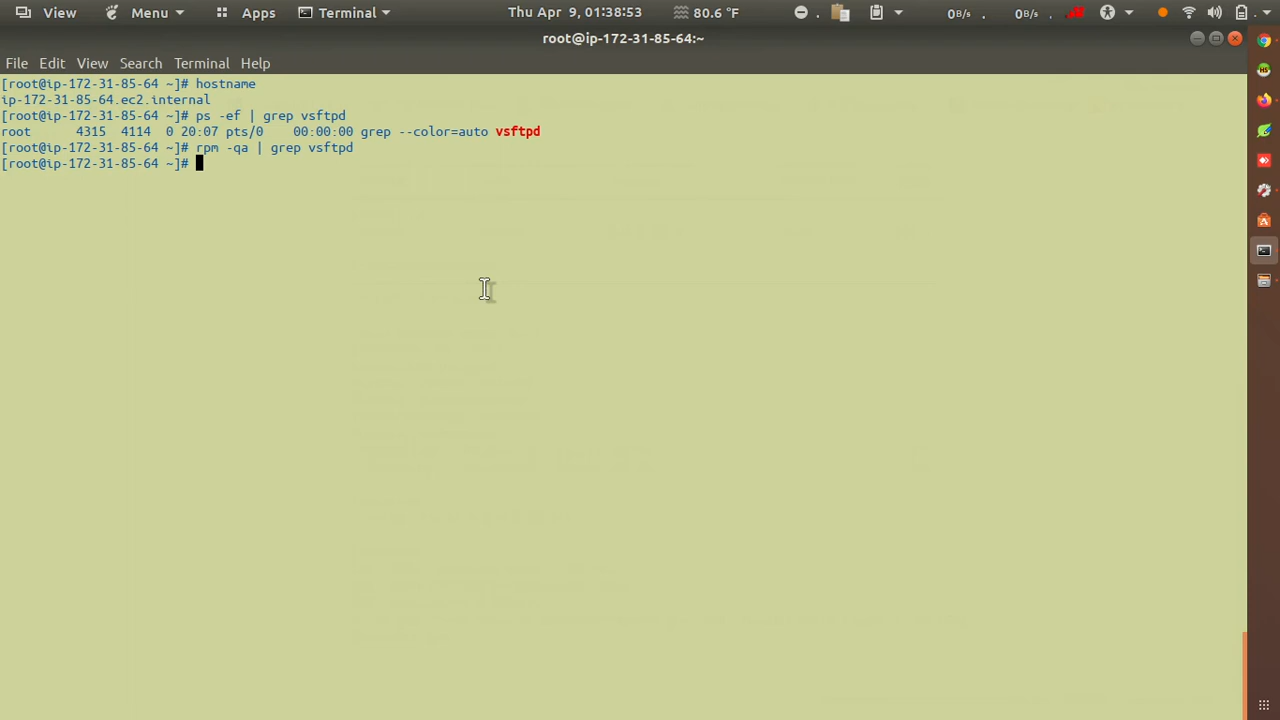 View Menu Apps Terminal Thu Apr 9, 01:38:53 80.6 °F 0B/s 0B/s
root@ip-172-31-85-64:~
File Edit View Search Terminal Help
[root@ip-172-31-85-64 ~]# hostname
ip-172-31-85-64.ec2.internal
[root@ip-172-31-85-64 ~]# ps -ef | grep vsftpd
root      4315  4114  0 20:07 pts/0    00:00:00 grep --color=auto vsftpd
[root@ip-172-31-85-64 ~]# rpm -qa | grep vsftpd
[root@ip-172-31-85-64 ~]#